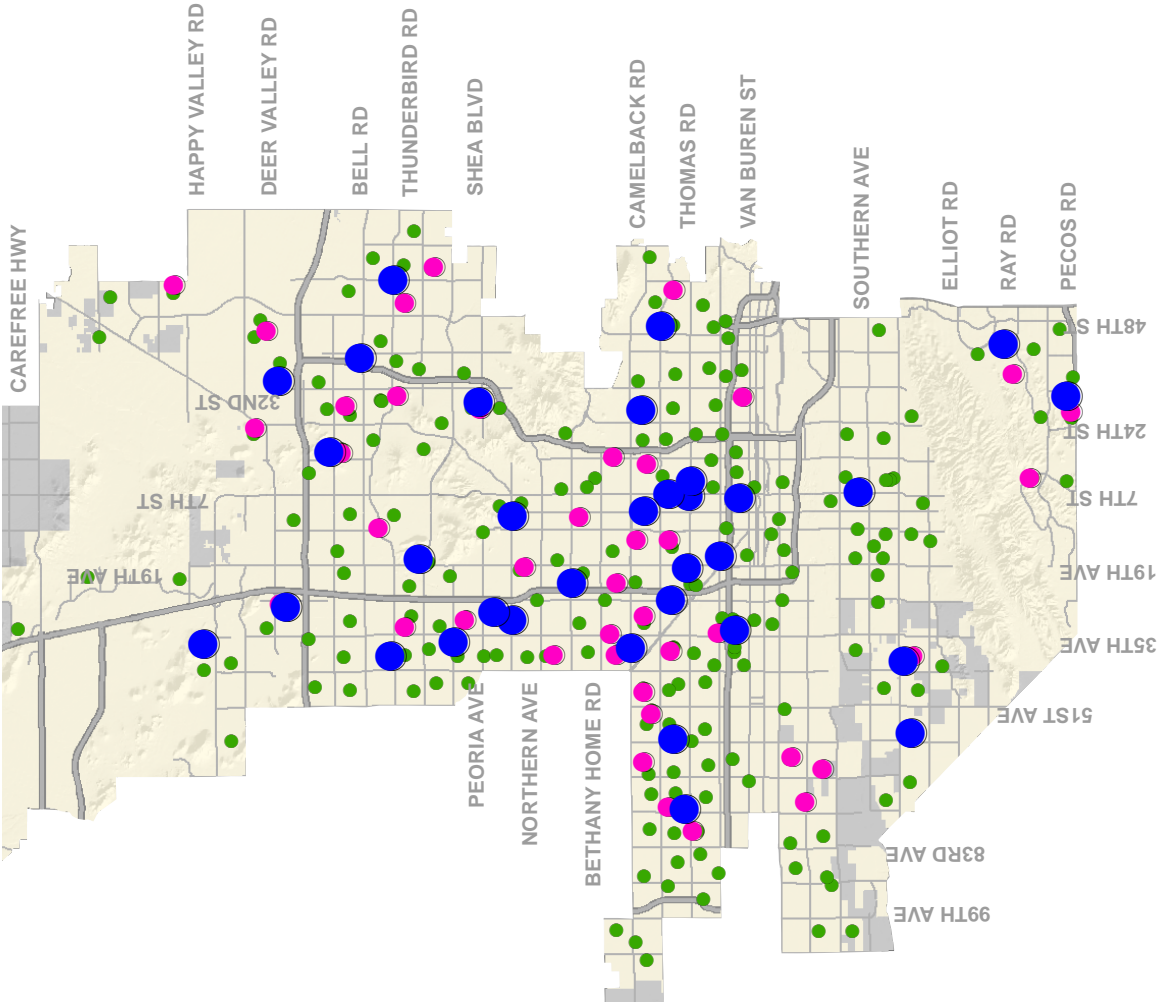 HAPPY VALLEY RD
DEER VALLEY RD
BELL RD
THUNDERBIRD RD
SHEA BLVD
CAMELBACK RD
THOMAS RD
VAN BUREN ST
SOUTHERN AVE
ELLIOT RD
RAY RD
PECOS RD
CAREFREE HWY
48TH ST
32ND ST
24TH ST
7TH ST
7TH ST
19TH AVE
19TH AVE
35TH AVE
51ST AVE
PEORIA AVE
NORTHERN AVE
BETHANY HOME RD
83RD AVE
99TH AVE